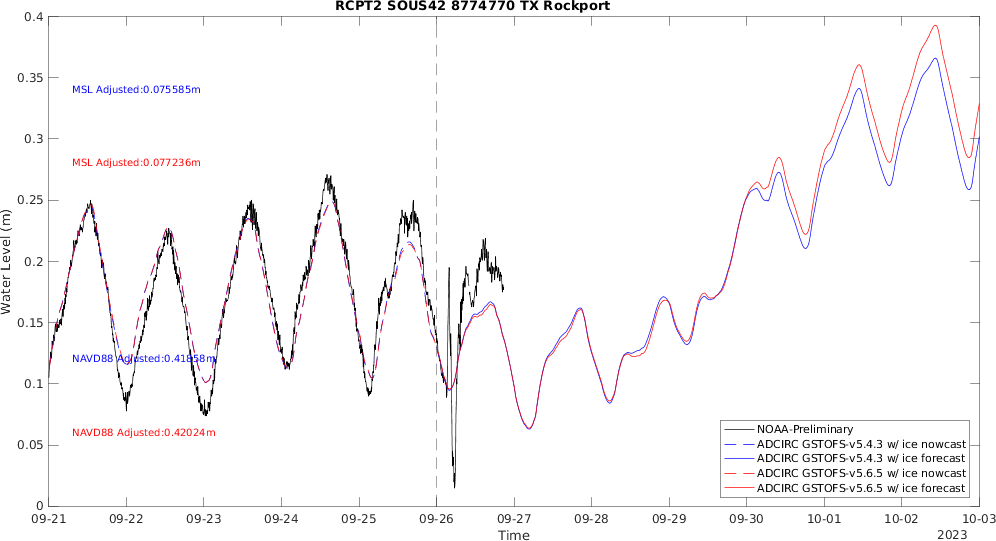 RCPT2 SOUS42 8774770 TX Rockport
0.4
0.35
0.3
0.25
0.2
0.15
0.1
0.05
0
Water Level (m)
MSL Adjusted:0.075585m
MSL Adjusted:0.077236m
NAVD88 Adjusted:0.41858m
NAVD88 Adjusted:0.42024m
NOAA-Preliminary
ADCIRC GSTOFS-v5.4.3 w/ ice nowcast
ADCIRC GSTOFS-v5.4.3 w/ ice forecast
ADCIRC GSTOFS-v5.6.5 w/ ice nowcast
ADCIRC GSTOFS-v5.6.5 w/ ice forecast
09-21 09-22 09-23 09-24 09-25 09-26 09-27 09-28 09-29 09-30 10-01 10-02 10-03
Time
2023